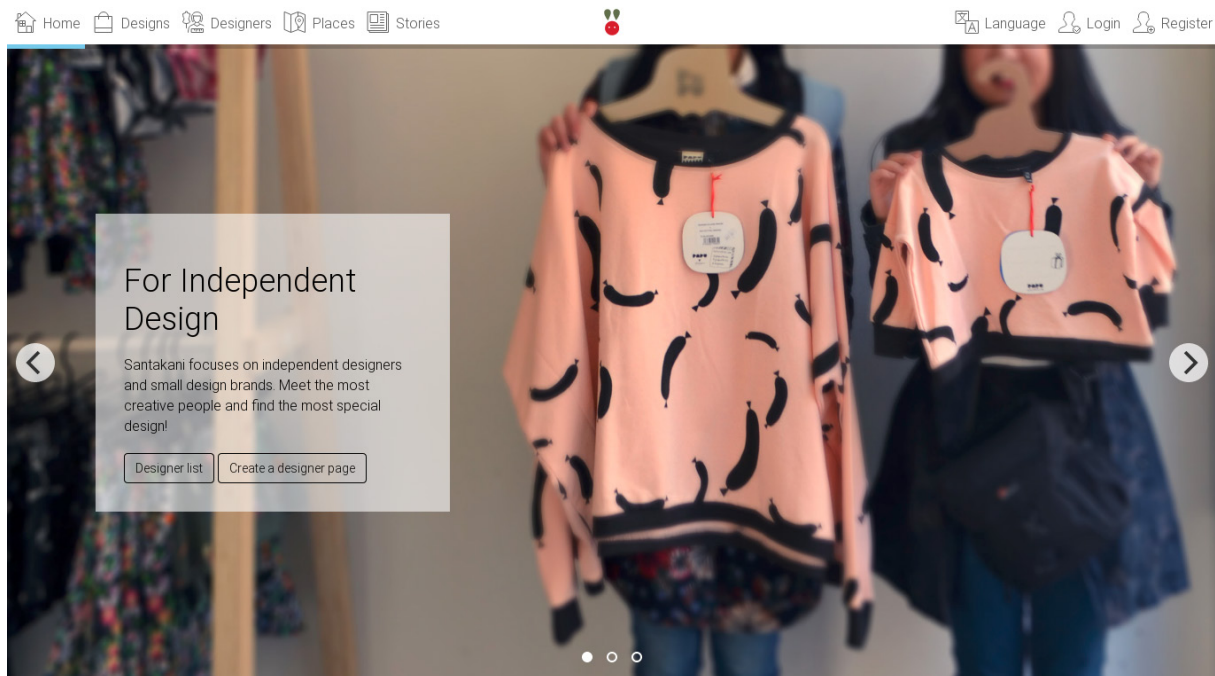 Home Designs Designers Places Stories Language Login Register
For Independent
Design
Santakani focuses on independent designers
and small design brands. Meet the most
creative people and find the most special
design!
Designer list Create a designer page